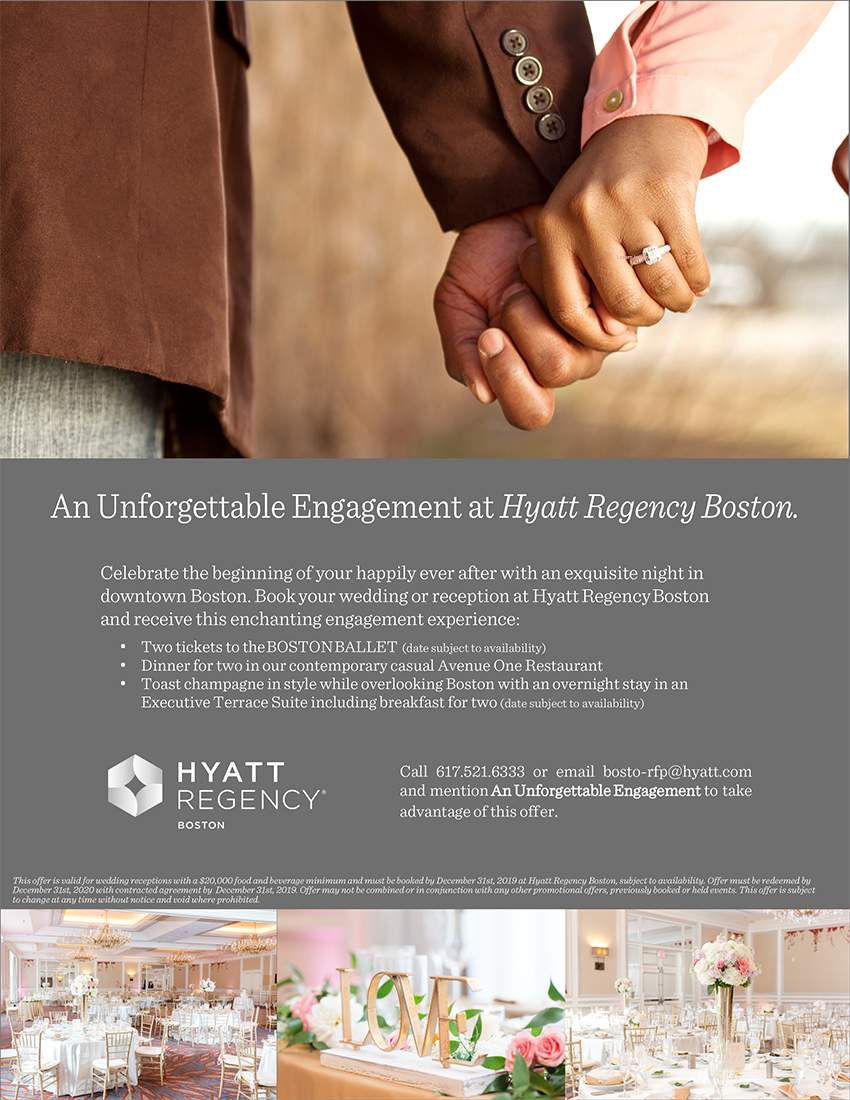 An Unforgettable Engagement at Hyatt Regency Boston.
Celebrate the beginning of your happily ever after with an exquisite night in
downtown Boston. Book your wedding or reception at Hyatt Regency Boston
and receive this enchanting engagement experience:
• Two tickets to the BOSTON BALLET (date subject to availability)
• Dinner for two in our contemporary casual Avenue One Restaurant
• Toast champagne in style while overlooking Boston with an overnight stay in an
Executive Terrace Suite including breakfast for two (date subject to availability)
HYATT
REGENCY®
BOSTON
Call 617.521.6333 or email bosto-rfp@hyatt.com
and mention An Unforgettable Engagement to take
advantage of this offer.
This offer is valid for wedding receptions with a $20,000 food and beverage minimum and must be booked by December 31st, 2019 at Hyatt Regency Boston, subject to availability. Offer must be redeemed by
December 31st, 2020 with contracted agreement by December 31st, 2019. Offer may not be combined or in conjunction with any other promotional offers, previously booked or held events. This offer is subject
to change at any time without notice and void where prohibited.
LOVE